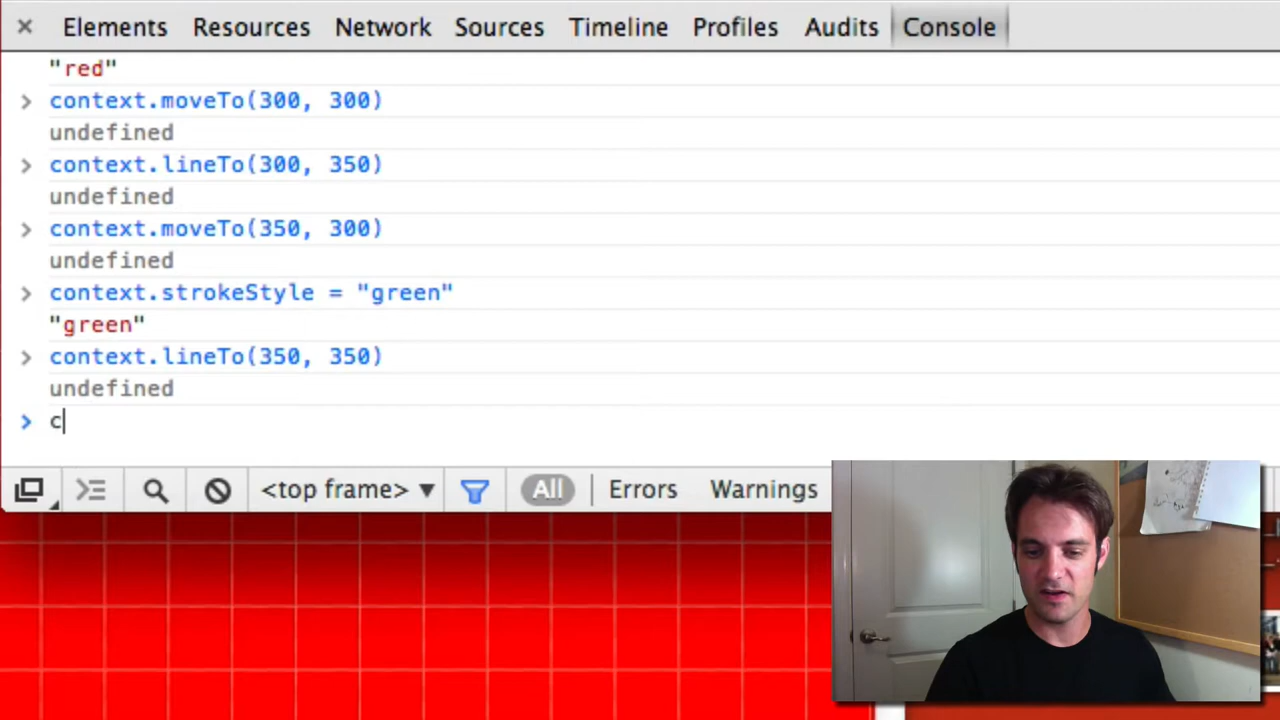 × Elements Resources Network Sources Timeline Profiles Audits Console
"red"
> context.moveTo(300, 300)
undefined
> context.lineTo(300, 350)
undefined
> context.moveTo(350, 300)
undefined
> context.strokeStyle = "green"
"green"
> context.lineTo(350, 350)
undefined
> c
<top frame> ▼ All Errors Warnings